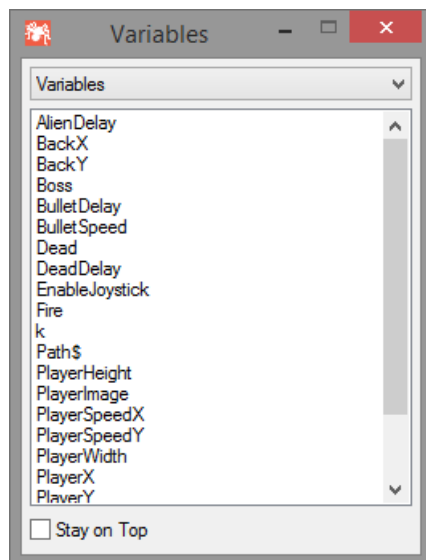 Variables
Variables
AlienDelay
BackX
BackY
Boss
BulletDelay
BulletSpeed
Dead
DeadDelay
EnableJoystick
Fire
k
Path$
PlayerHeight
PlayerImage
PlayerSpeedX
PlayerSpeedY
PlayerWidth
PlayerX
PlayerY
Stay on Top